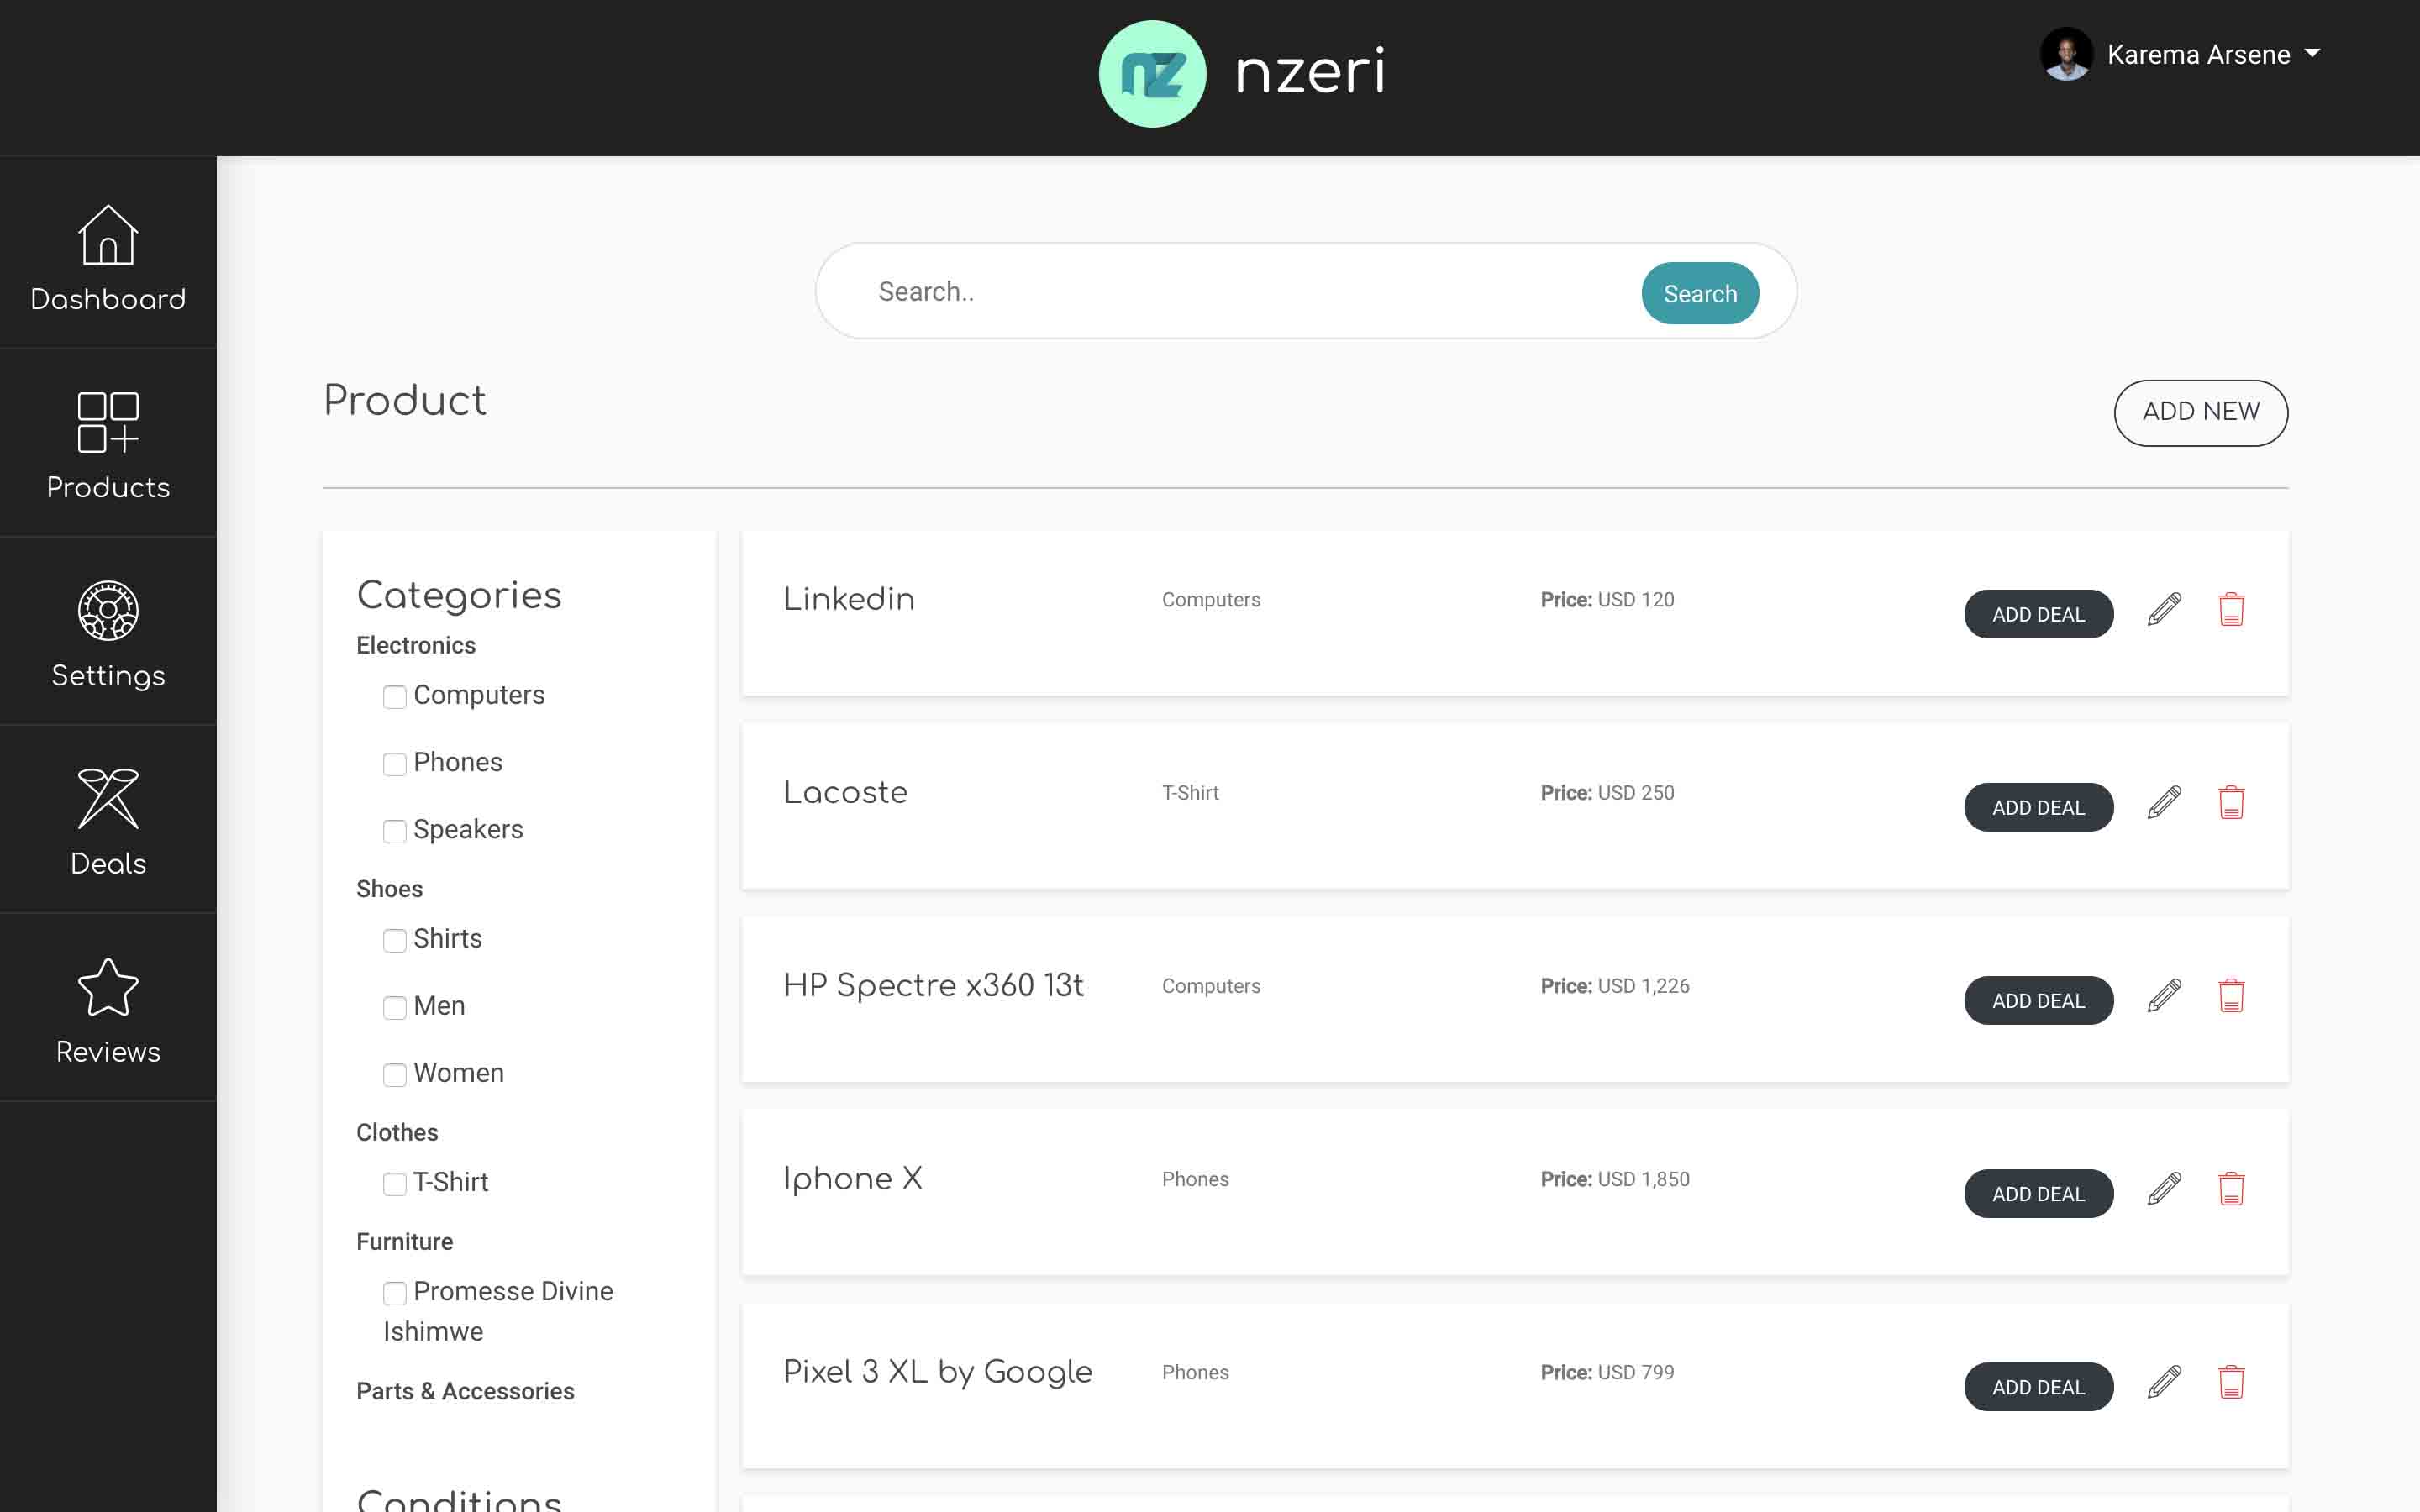 nz nzeri
Karema Arsene
Dashboard
Products
Settings
Deals
Reviews
Search..
Search
Product
ADD NEW
Categories
Electronics
Computers
Phones
Speakers
Shoes
Shirts
Men
Women
Clothes
T-Shirt
Furniture
Promesse Divine
Ishimwe
Parts & Accessories
Conditions
Linkedin Computers Price: USD 120 ADD DEAL
Lacoste T-Shirt Price: USD 250 ADD DEAL
HP Spectre x360 13t Computers Price: USD 1,226 ADD DEAL
Iphone X Phones Price: USD 1,850 ADD DEAL
Pixel 3 XL by Google Phones Price: USD 799 ADD DEAL